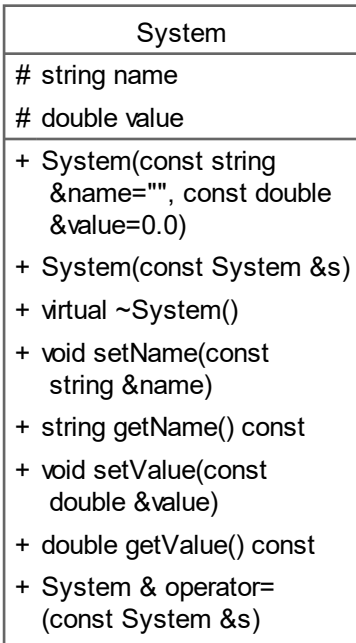 System
# string name
# double value
+ System(const string
&name="", const double
&value=0.0)
+ System(const System &s)
+ virtual ~System()
+ void setName(const
string &name)
+ string getName() const
+ void setValue(const
double &value)
+ double getValue() const
+ System & operator=
(const System &s)